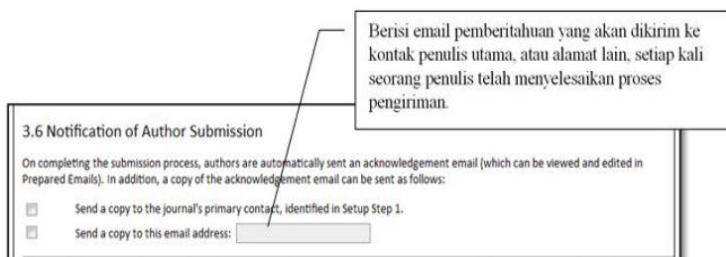 Berisi email pemberitahuan yang akan dikirim ke
kontak penulis utama, atau alamat lain, setiap kali
seorang penulis telah menyelesaikan proses
pengiriman.
3.6 Notification of Author Submission
On completing the submission process, authors are automatically sent an acknowledgement email (which can be viewed and edited in
Prepared Emails). In addition, a copy of the acknowledgement email can be sent as follows:
Send a copy to the journal's primary contact, identified in Setup Step 1.
Send a copy to this email address: